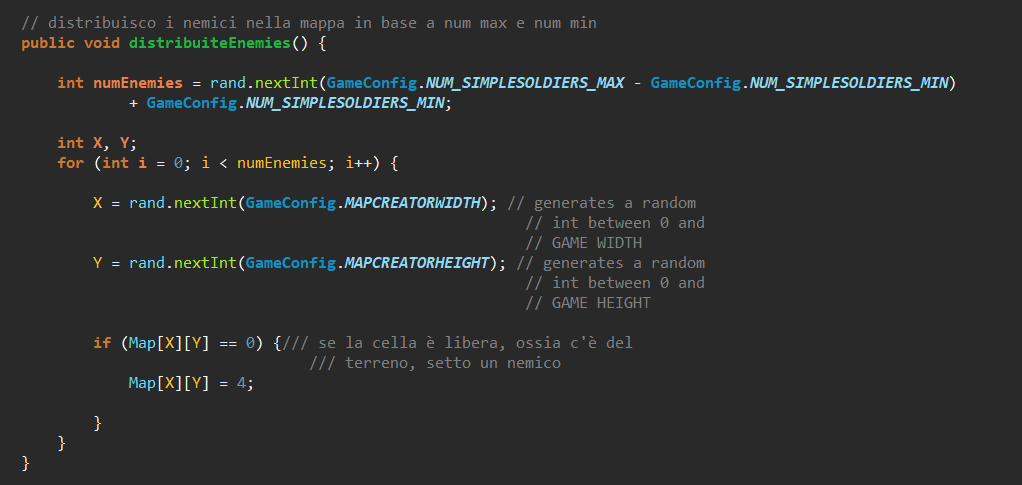 // distribuisco i nemici nella mappa in base a num max e num min
public void distribuiteEnemies() {
int numEnemies = rand.nextInt(GameConfig.NUM_SIMPLESOLDIERS_MAX - GameConfig.NUM_SIMPLESOLDIERS_MIN)
+ GameConfig.NUM_SIMPLESOLDIERS_MIN;
int X, Y;
for (int i = 0; i < numEnemies; i++) {
X = rand.nextInt(GameConfig.MAPCREATORWIDTH); // generates a random
// int between 0 and
// GAME WIDTH
Y = rand.nextInt(GameConfig.MAPCREATORHEIGHT); // generates a random
// int between 0 and
// GAME HEIGHT
if (Map[X][Y] == 0) {/// se la cella è libera, ossia c'è del
/// terreno, setto un nemico
Map[X][Y] = 4;
}
}
}